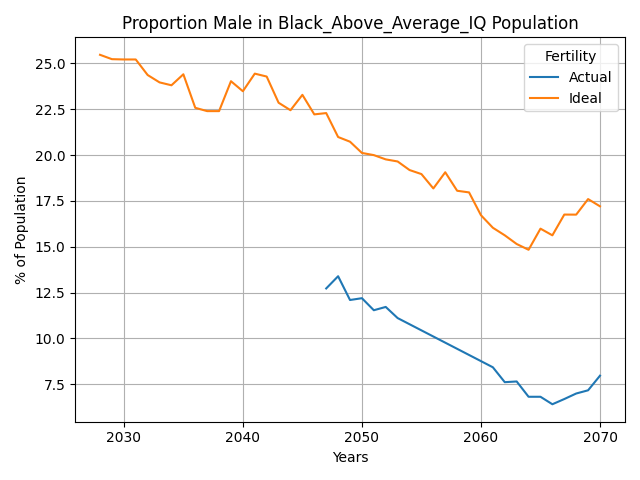 Proportion Male in Black_Above_Average_IQ Population
Fertility
Actual
Ideal
% of Population
25.0
22.5
20.0
17.5
15.0
12.5
10.0
7.5
2030
2040
2050
2060
2070
Years